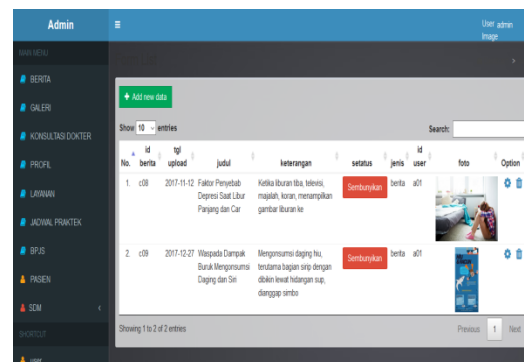 Admin
User admin
Image
MAIN MENU
BERITA
GALERI
KONSULTASI DOKTER
PROFIL
LAYANAN
JADWAL PRAKTEK
BPJS
PASIEN
SDM
SHORTCUT
user
+ Add new data
Show 10 entries
Search:
No. id berita tgl upload judul keterangan setatus jenis id user foto Option
1. c08 2017-11-12 Faktor Penyebab Depresi Saat Libur Panjang dan Car Ketika liburan tiba, televisi, majalah, koran, menampilkan gambar liburan ke Sembunyikan berita a01
2. c09 2017-12-27 Waspada Dampak Buruk Mengonsumsi Daging dan Siri Mengonsumsi daging hiu, terutama bagian sirip dengan dibikin lewat hidangan sup, dianggap simbo Sembunyikan berita a01
Showing 1 to 2 of 2 entries
Previous 1 Next